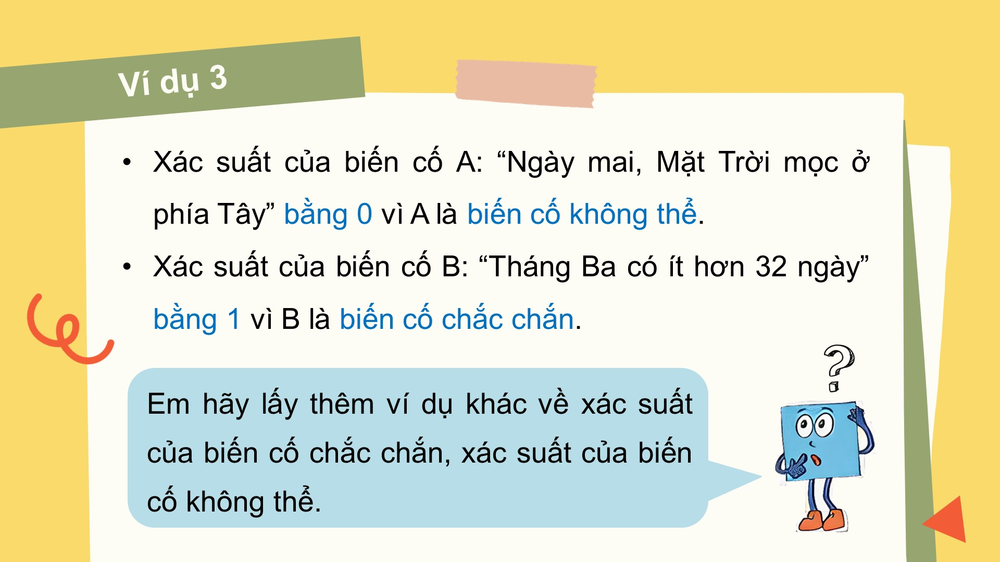 Ví dụ 3
• Xác suất của biến cố A: “Ngày mai, Mặt Trời mọc ở
phía Tây” bằng 0 vì A là biến cố không thể.
• Xác suất của biến cố B: “Tháng Ba có ít hơn 32 ngày”
bằng 1 vì B là biến cố chắc chắn.
?
Em hãy lấy thêm ví dụ khác về xác suất
của biến cố chắc chắn, xác suất của biến
cố không thể.